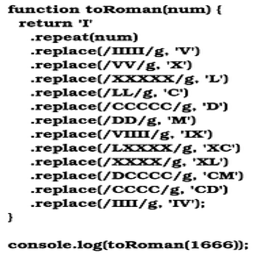 function toRoman(num) {
return 'I'
.repeat(num)
.replace(/IIIII/g, 'V')
.replace(/VV/g, 'X')
.replace(/XXXXX/g, 'L')
.replace(/LL/g, 'C')
.replace(/CCCCC/g, 'D')
.replace(/DD/g, 'M')
.replace(/VIIII/g, 'IX')
.replace(/LXXXX/g, 'XC')
.replace(/XXXX/g, 'XL')
.replace(/DCCCC/g, 'CM')
.replace(/CCCC/g, 'CD')
.replace(/IIII/g, 'IV');
}
console.log(toRoman(1666));